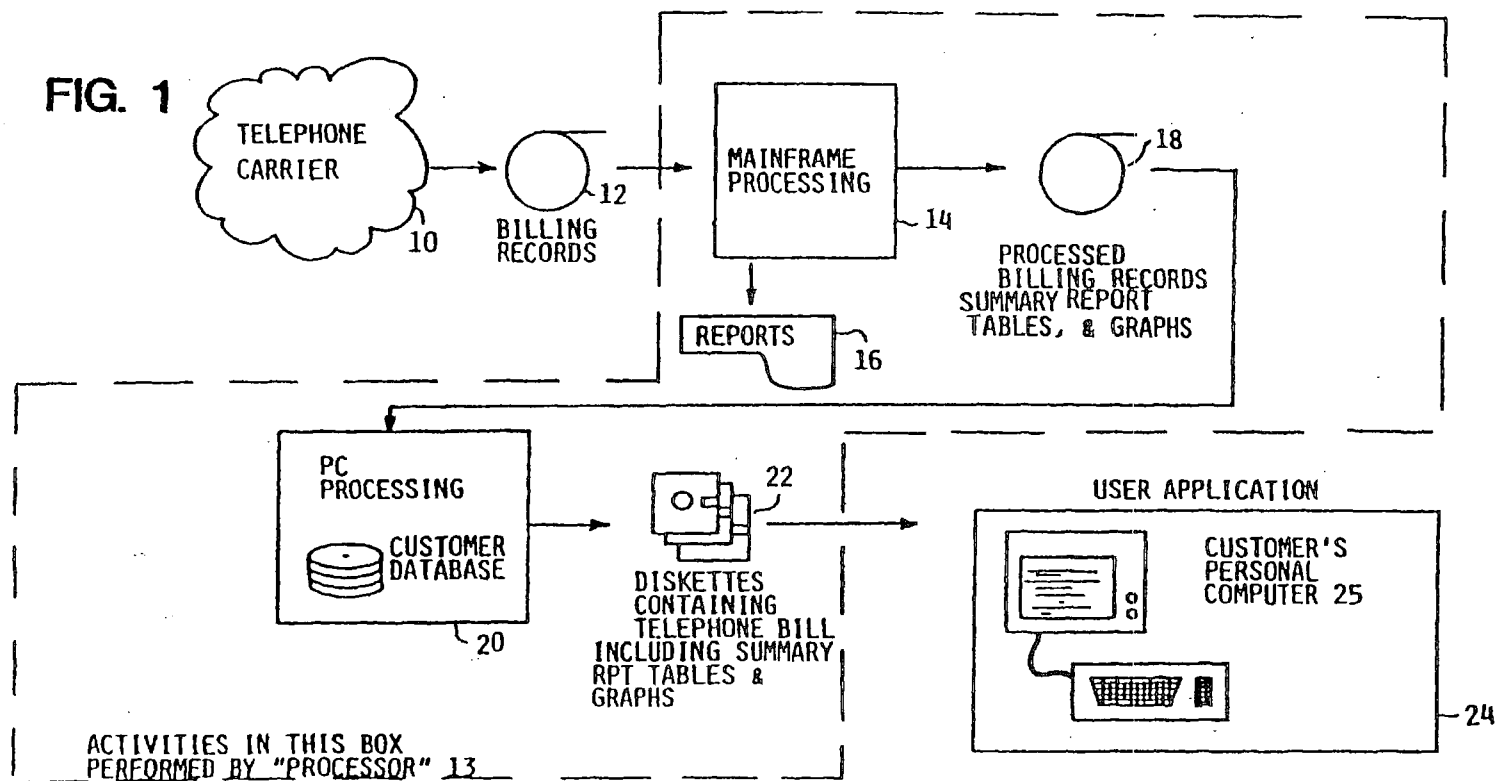 FIG. 1
TELEPHONE
CARRIER
10
12
BILLING
RECORDS
MAINFRAME
PROCESSING
14
REPORTS
16
18
PROCESSED
BILLING RECORDS
SUMMARY REPORT
TABLES, & GRAPHS
PC
PROCESSING
CUSTOMER
DATABASE
20
22
DISKETTES
CONTAINING
TELEPHONE BILL
INCLUDING SUMMARY
RPT TABLES &
GRAPHS
USER APPLICATION
CUSTOMER'S
PERSONAL
COMPUTER 25
24
ACTIVITIES IN THIS BOX
PERFORMED BY "PROCESSOR" 13